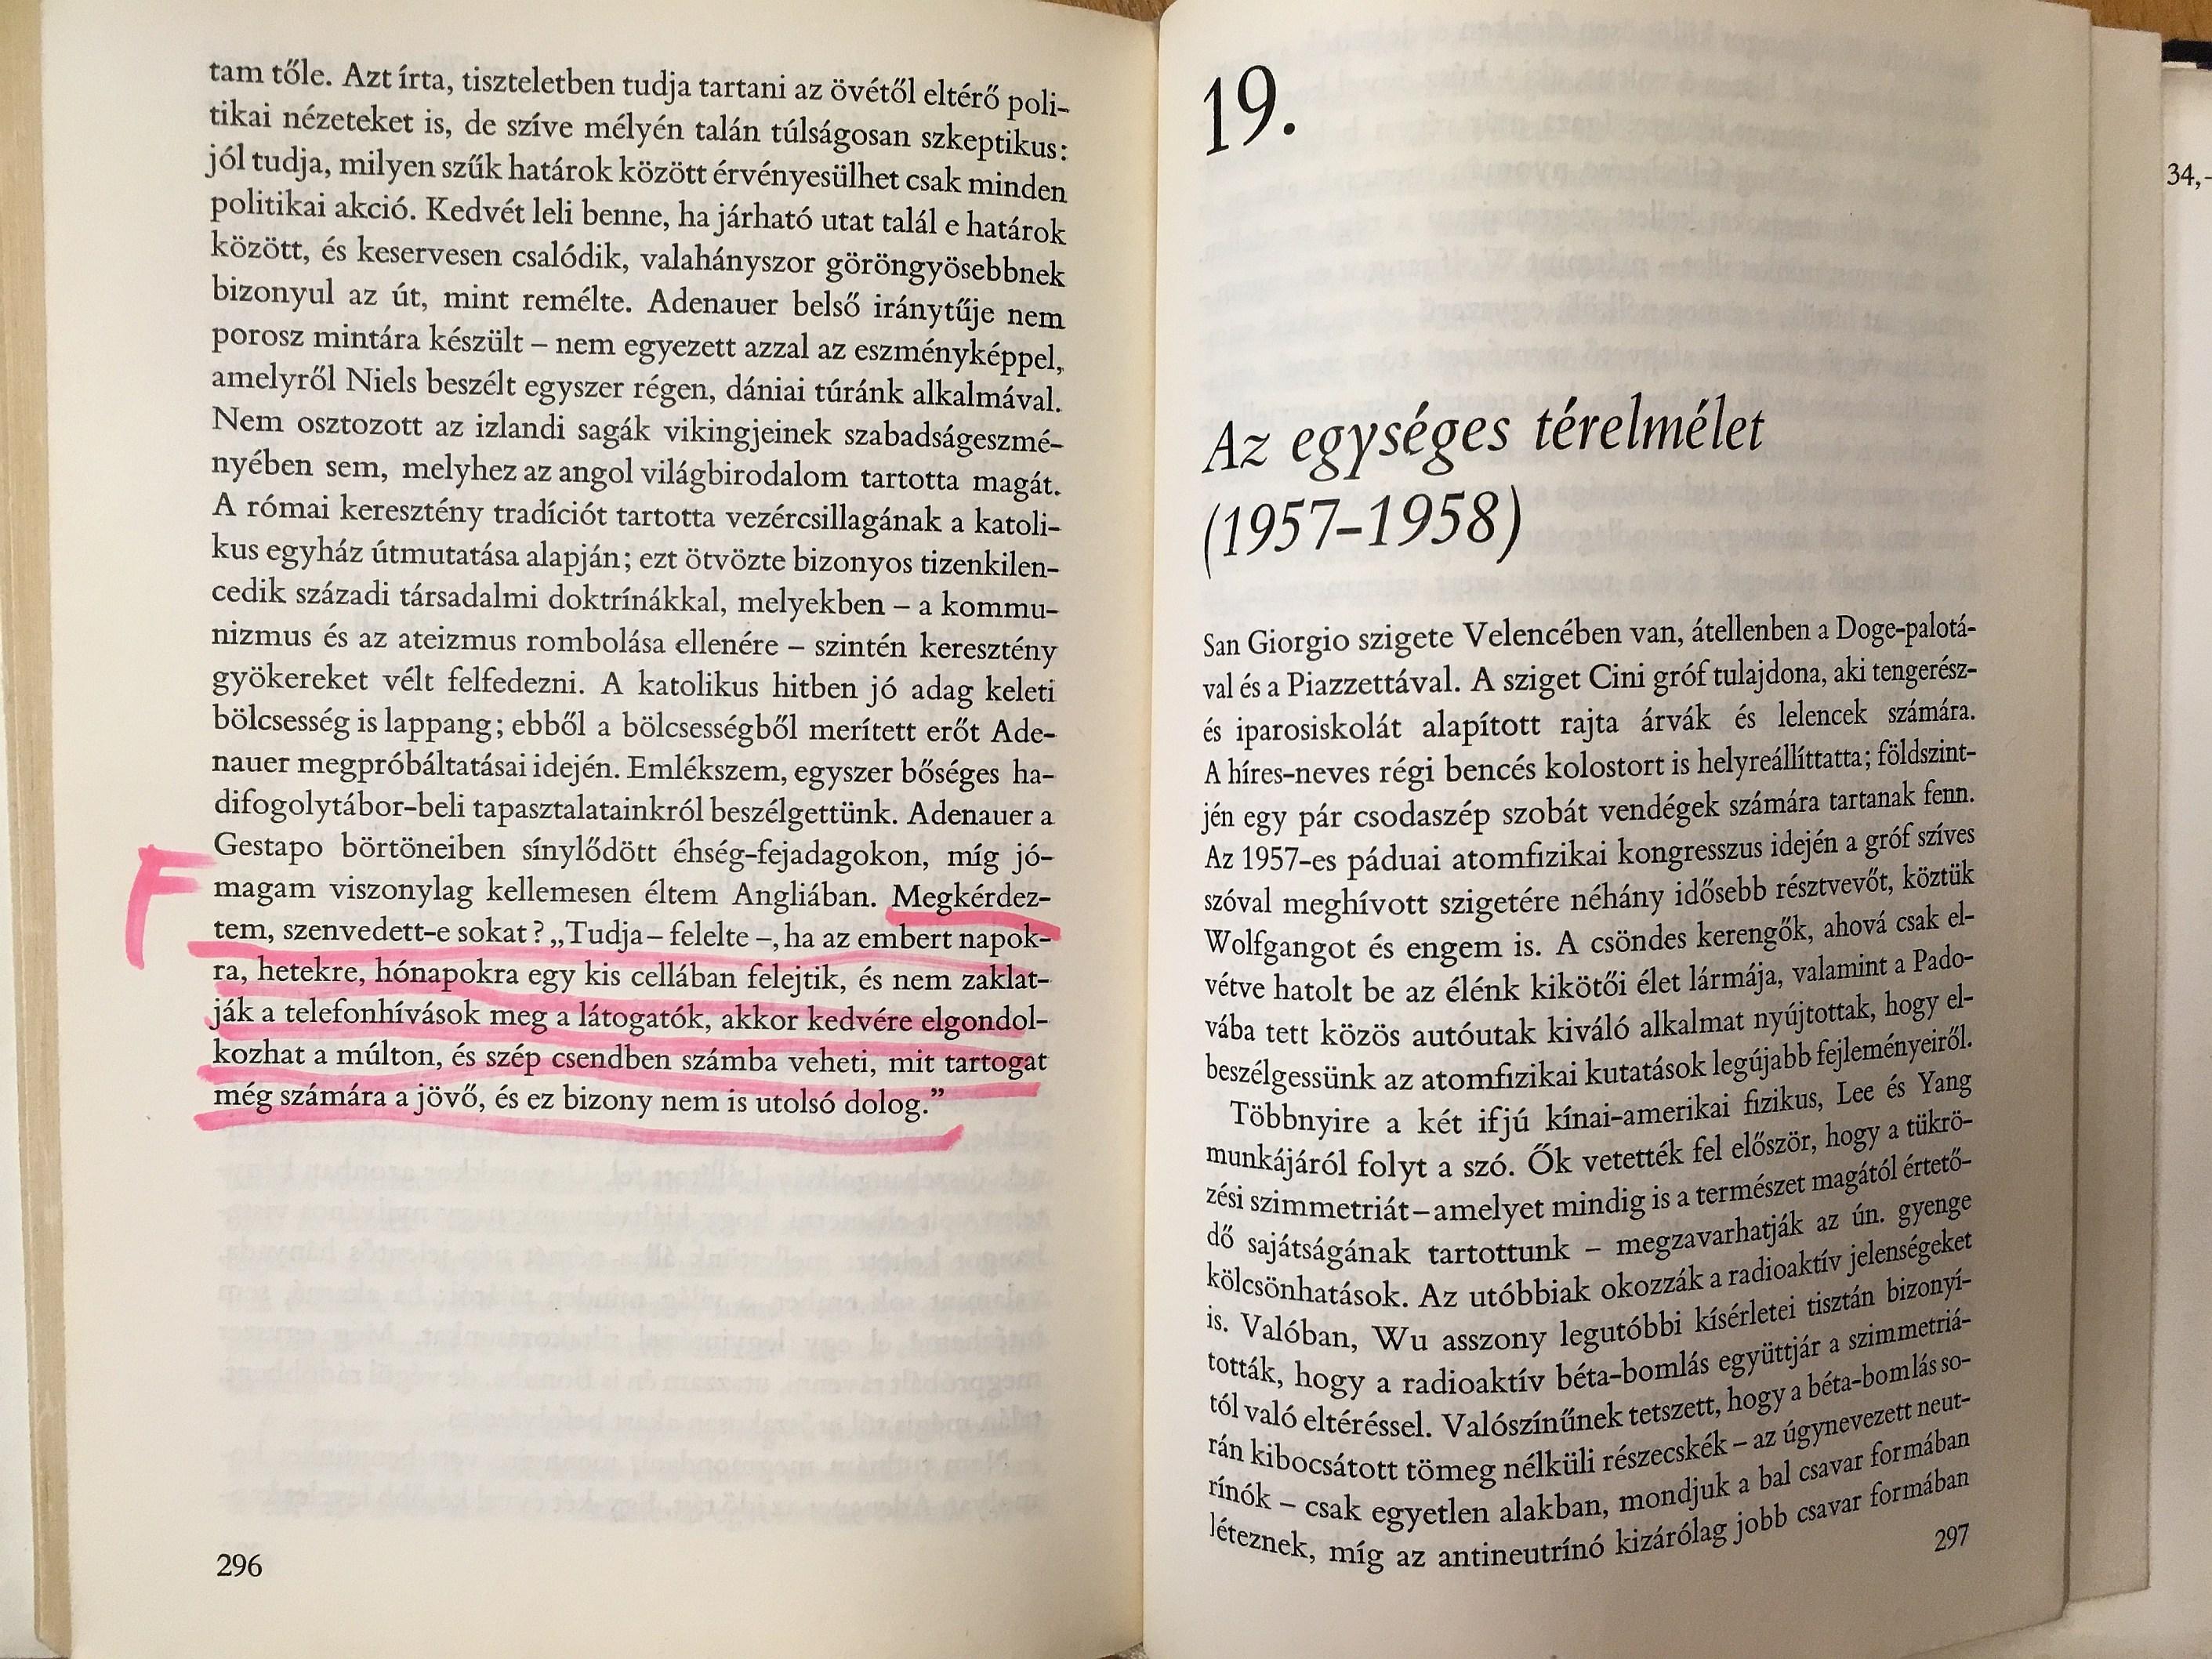 tam tőle. Azt írta, tiszteletben tudja tartani az övétől eltérő poli-
tikai nézeteket is, de szíve mélyén talán túlságosan szkeptikus:
jól tudja, milyen szűk határok között érvényesülhet csak minden
politikai akció. Kedvét leli benne, ha járható utat talál e határok
között, és keservesen csalódik, valahányszor göröngyösebbnek
bizonyul az út, mint remélte. Adenauer belső iránytűje nem
porosz mintára készült – nem egyezett azzal az eszményképpel,
amelyről Niels beszélt egyszer régen, dániai túránk alkalmával.
Nem osztozott az izlandi sagák vikingjeinek szabadságeszmé-
nyében sem, melyhez az angol világbirodalom tartotta magát.
A római keresztény tradíciót tartotta vezércsillagának a katoli-
kus egyház útmutatása alapján; ezt ötvözte bizonyos tizenkilen-
cedik századi társadalmi doktrínákkal, melyekben – a kommu-
nizmus és az ateizmus rombolása ellenére – szintén keresztény
gyökereket vélt felfedezni. A katolikus hitben jó adag keleti
bölcsesség is lappang; ebből a bölcsességből merített erőt Ade-
nauer megpróbáltatásai idején. Emlékszem, egyszer bőséges ha-
difogolytábor-beli tapasztalatainkról beszélgettünk. Adenauer a
Gestapo börtöneiben sínylődött éhség-fejadagokon, míg jó-
magam viszonylag kellemesen éltem Angliában. Megkérdez-
tem, szenvedett-e sokat? „Tudja – felelte –, ha az embert napok-
ra, hetekre, hónapokra egy kis cellában felejtik, és nem zaklat-
ják a telefonhívások meg a látogatók, akkor kedvére elgondol-
kozhat a múlton, és szép csendben számba veheti, mit tartogat
még számára a jövő, és ez bizony nem is utolsó dolog.”
F
296
19.
Az egységes térelmélet
(1957–1958)
San Giorgio szigete Velencében van, átellenben a Doge-palotá-
val és a Piazzettával. A sziget Cini gróf tulajdona, aki tengerész-
és iparosiskolát alapított rajta árvák és lelencek számára.
A híres-neves régi bencés kolostort is helyreállíttatta; földszint-
jén egy pár csodaszép szobát vendégek számára tartanak fenn.
Az 1957-es páduai atomfizikai kongresszus idején a gróf szíves
szóval meghívott szigetére néhány idősebb résztvevőt, köztük
Wolfgangot és engem is. A csöndes kerengők, ahová csak el-
vétve hatolt be az élénk kikötői élet lármája, valamint a Pado-
vába tett közös autóutak kiváló alkalmat nyújtottak, hogy el-
beszélgessünk az atomfizikai kutatások legújabb fejleményeiről.
Többnyire a két ifjú kínai-amerikai fizikus, Lee és Yang
munkájáról folyt a szó. Ők vetették fel először, hogy a tükrö-
zési szimmetriát – amelyet mindig is a természet magától értető-
dő sajátságának tartottunk – megzavarhatják az ún. gyenge
kölcsönhatások. Az utóbbiak okozzák a radioaktív jelenségeket
is. Valóban, Wu asszony legutóbbi kísérletei tisztán bizonyí-
tották, hogy a radioaktív béta-bomlás együttjár a szimmetriá-
tól való eltéréssel. Valószínűnek tetszett, hogy a béta-bomlás so-
rán kibocsátott tömeg nélküli részecskék – az úgynevezett neut-
rínók – csak egyetlen alakban, mondjuk a bal csavar formában
léteznek, míg az antineutrínó kizárólag jobb csavar formában
297
34,-